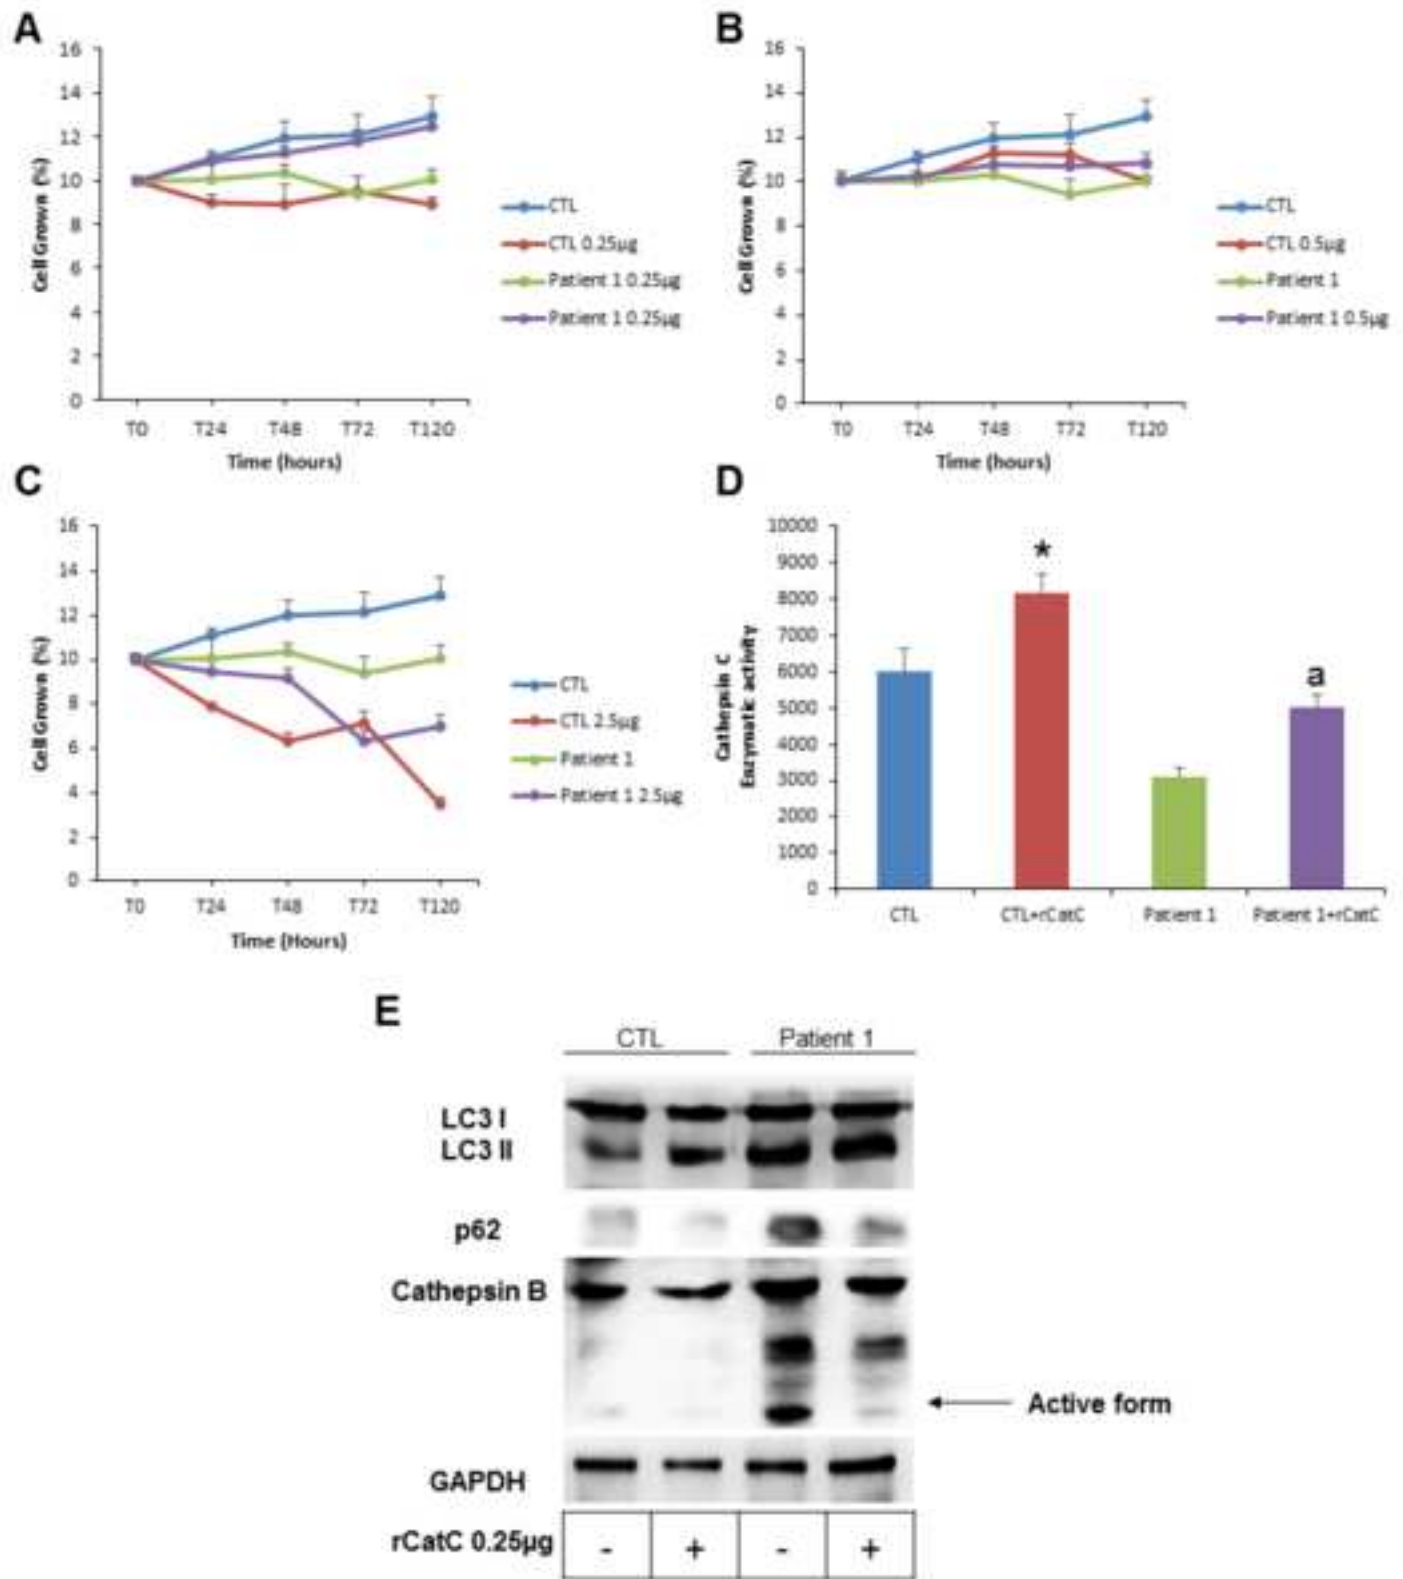 A
16
14
12
10
8
6
4
2
0
Cell Grown (%)
T0 T24 T48 T72 T120
Time (hours)
CTL
CTL 0.25µg
Patient 1 0.25µg
Patient 1 0.25µg
B
16
14
12
10
8
6
4
2
0
Cell Grown (%)
T0 T24 T48 T72 T120
Time (hours)
CTL
CTL 0.5µg
Patient 1
Patient 1 0.5µg
C
16
14
12
10
8
6
4
2
0
Cell Grown (%)
T0 T24 T48 T72 T120
Time (Hours)
CTL
CTL 2.5µg
Patient 1
Patient 1 2.5µg
D
10000
9000
8000
7000
6000
5000
4000
3000
2000
1000
0
Cathepsin C
Enzymatic activity
*
a
CTL CTL+rCatC Patient 1 Patient 1+rCatC
E
CTL Patient 1
LC3 I
LC3 II
p62
Cathepsin B
Active form
GAPDH
rCatC 0.25µg - + - +